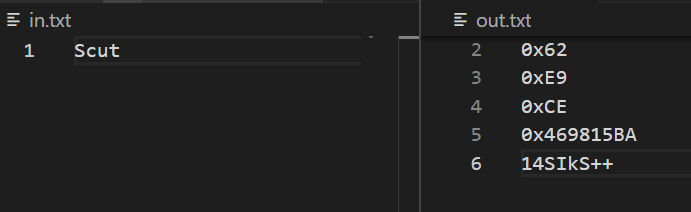 in.txt
1 Scut
out.txt
2 0x62
3 0xE9
4 0xCE
5 0x469815BA
6 14SIkS++